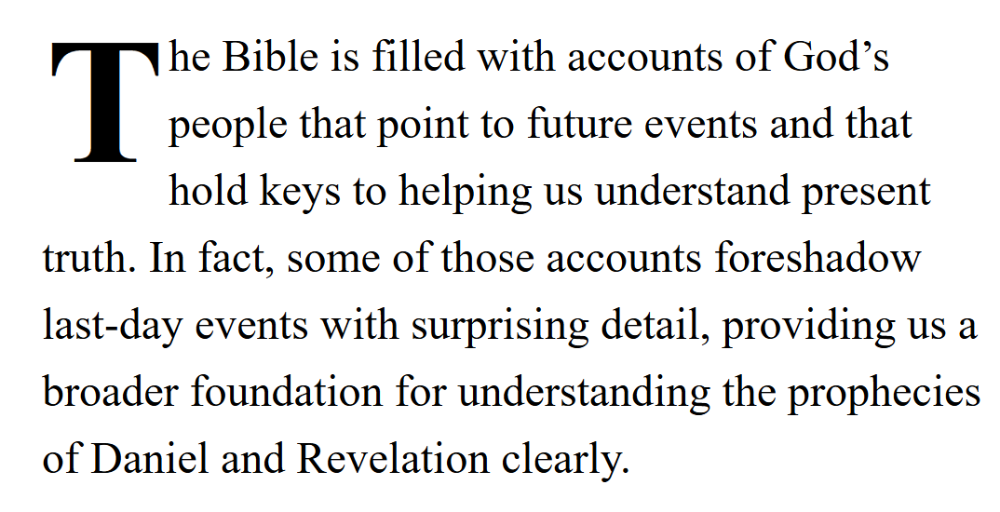 The Bible is filled with accounts of God’s
people that point to future events and that
hold keys to helping us understand present
truth. In fact, some of those accounts foreshadow
last-day events with surprising detail, providing us a
broader foundation for understanding the prophecies
of Daniel and Revelation clearly.